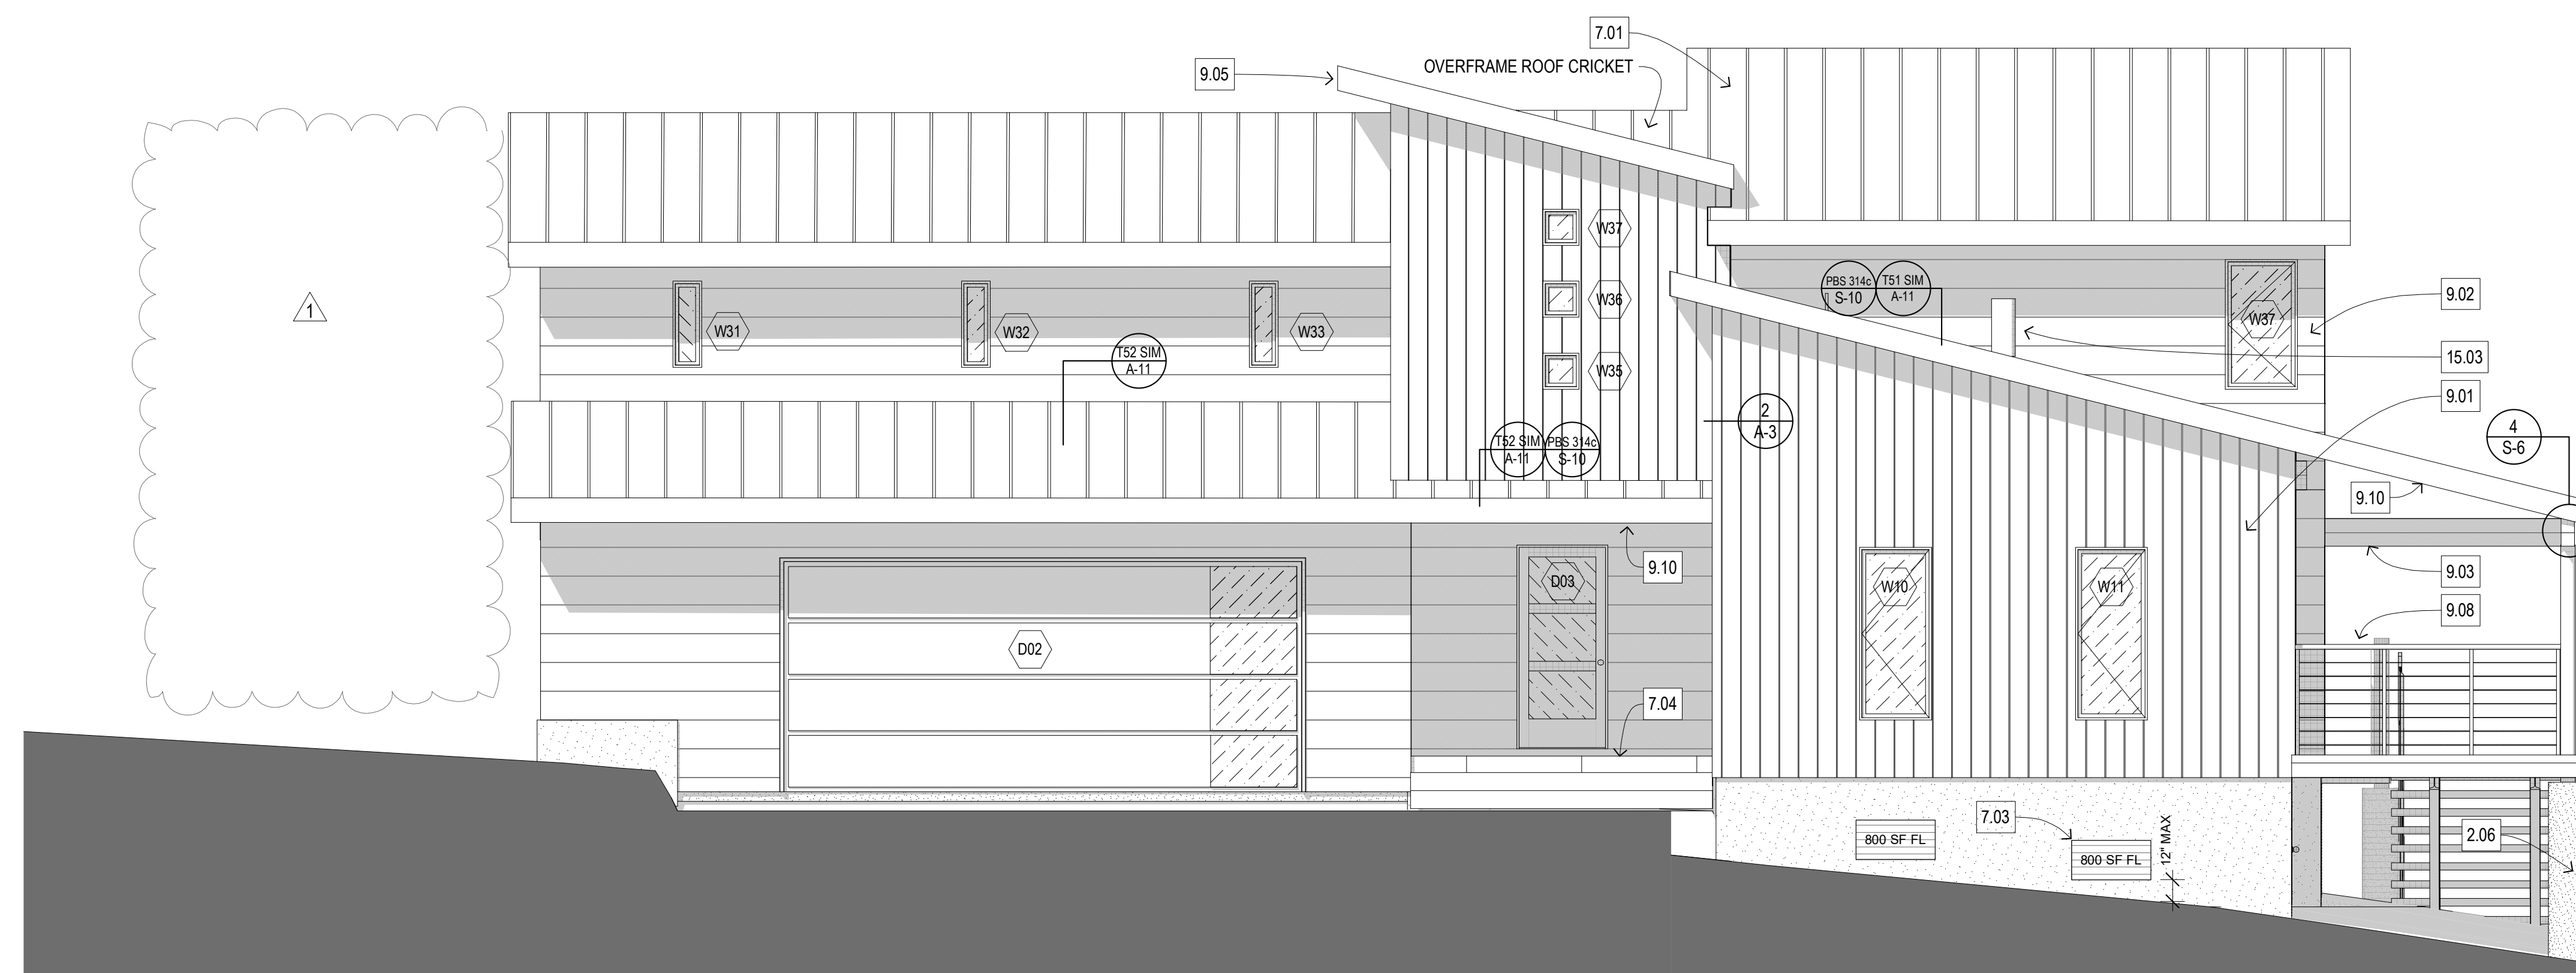 7.01
OVERFRAME ROOF CRICKET
9.05
1
W37
W36
W35
W31
W32
W33
T52 SIM
A-11
PBS 314c
S-10
T51 SIM
A-11
W37
9.02
15.03
9.01
2
A-3
4
S-6
T52 SIM
A-11
PBS 314c
S-10
9.10
9.10
9.03
9.08
D03
W10
W11
D02
7.04
7.03
800 SF FL
800 SF FL
12" MAX
2.06